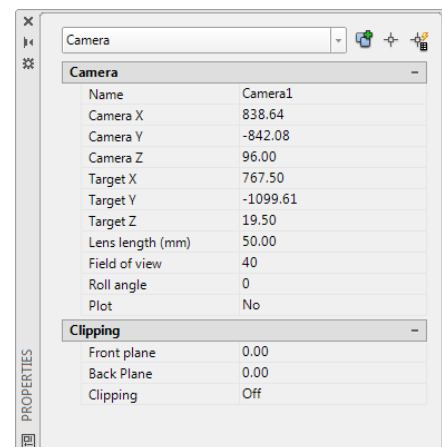 Camera
Camera
Name Camera1
Camera X 838.64
Camera Y -842.08
Camera Z 96.00
Target X 767.50
Target Y -1099.61
Target Z 19.50
Lens length (mm) 50.00
Field of view 40
Roll angle 0
Plot No
Clipping
Front plane 0.00
Back Plane 0.00
Clipping Off
PROPERTIES